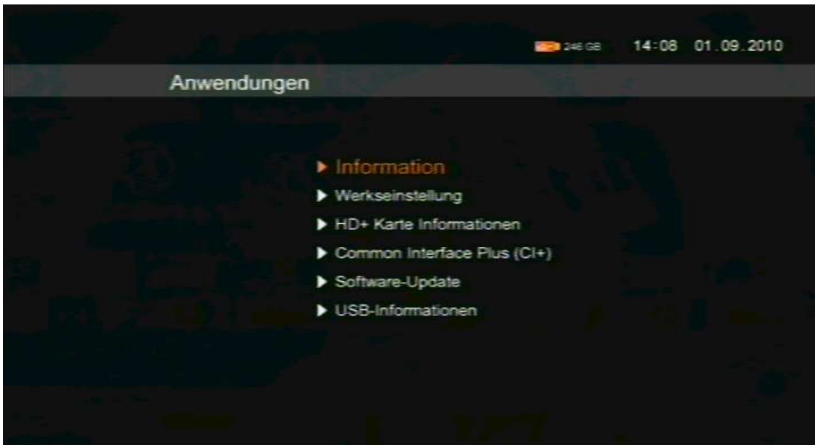 246 GB 14:08 01.09.2010
Anwendungen
Information
Werkseinstellung
HD+ Karte Informationen
Common Interface Plus (CI+)
Software-Update
USB-Informationen